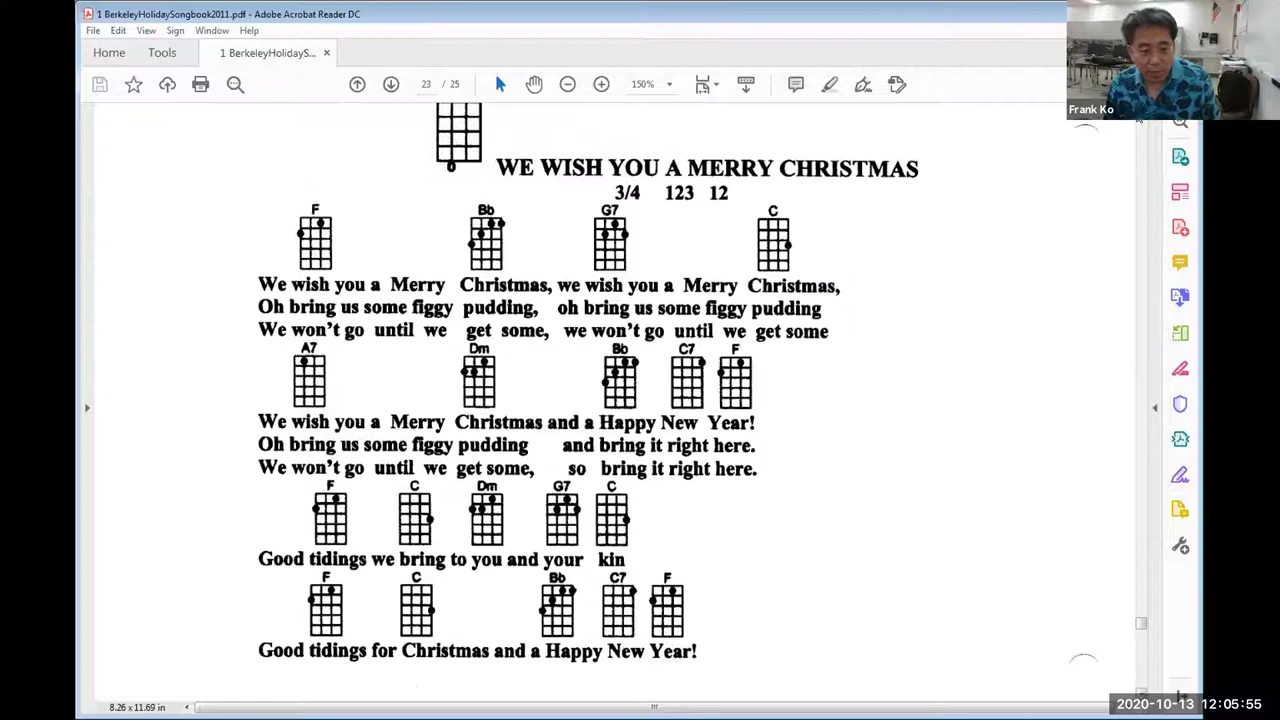 1 BerkeleyHolidaySongbook2011.pdf - Adobe Acrobat Reader DC
File Edit View Sign Window Help
Home Tools 1 BerkeleyHolidayS... ×
23 / 25 150%
Frank Ko
0
WE WISH YOU A MERRY CHRISTMAS
3/4 123 12
F Bb G7 C
We wish you a Merry Christmas, we wish you a Merry Christmas,
Oh bring us some figgy pudding, oh bring us some figgy pudding
We won't go until we get some, we won't go until we get some
A7 Dm Bb C7 F
We wish you a Merry Christmas and a Happy New Year!
Oh bring us some figgy pudding and bring it right here.
We won't go until we get some, so bring it right here.
F C Dm G7 C
Good tidings we bring to you and your kin
F C Bb C7 F
Good tidings for Christmas and a Happy New Year!
8.26 x 11.69 in
2020-10-13 12:05:55